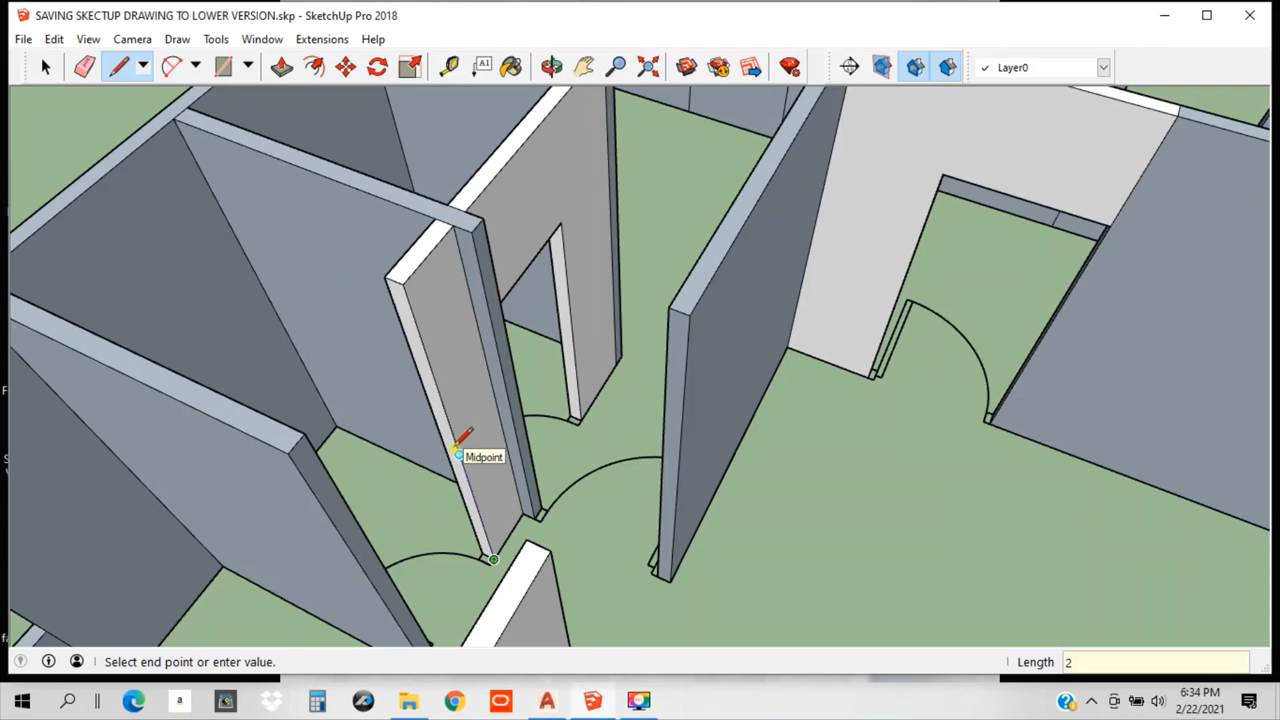 SAVING SKECTUP DRAWING TO LOWER VERSION.skp - SketchUp Pro 2018
File Edit View Camera Draw Tools Window Extensions Help
A1
Layer0
Midpoint
Select end point or enter value.
Length 2
a
6:34 PM
2/22/2021